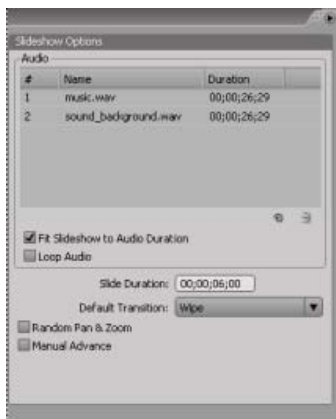 Slideshow Options
Audio
# Name Duration
1 music.wav 00;00;26;29
2 sound_background.wav 00;00;26;29
Fit Slideshow to Audio Duration
Loop Audio
Slide Duration: 00;00;06;00
Default Transition: Wipe
Random Pan & Zoom
Manual Advance